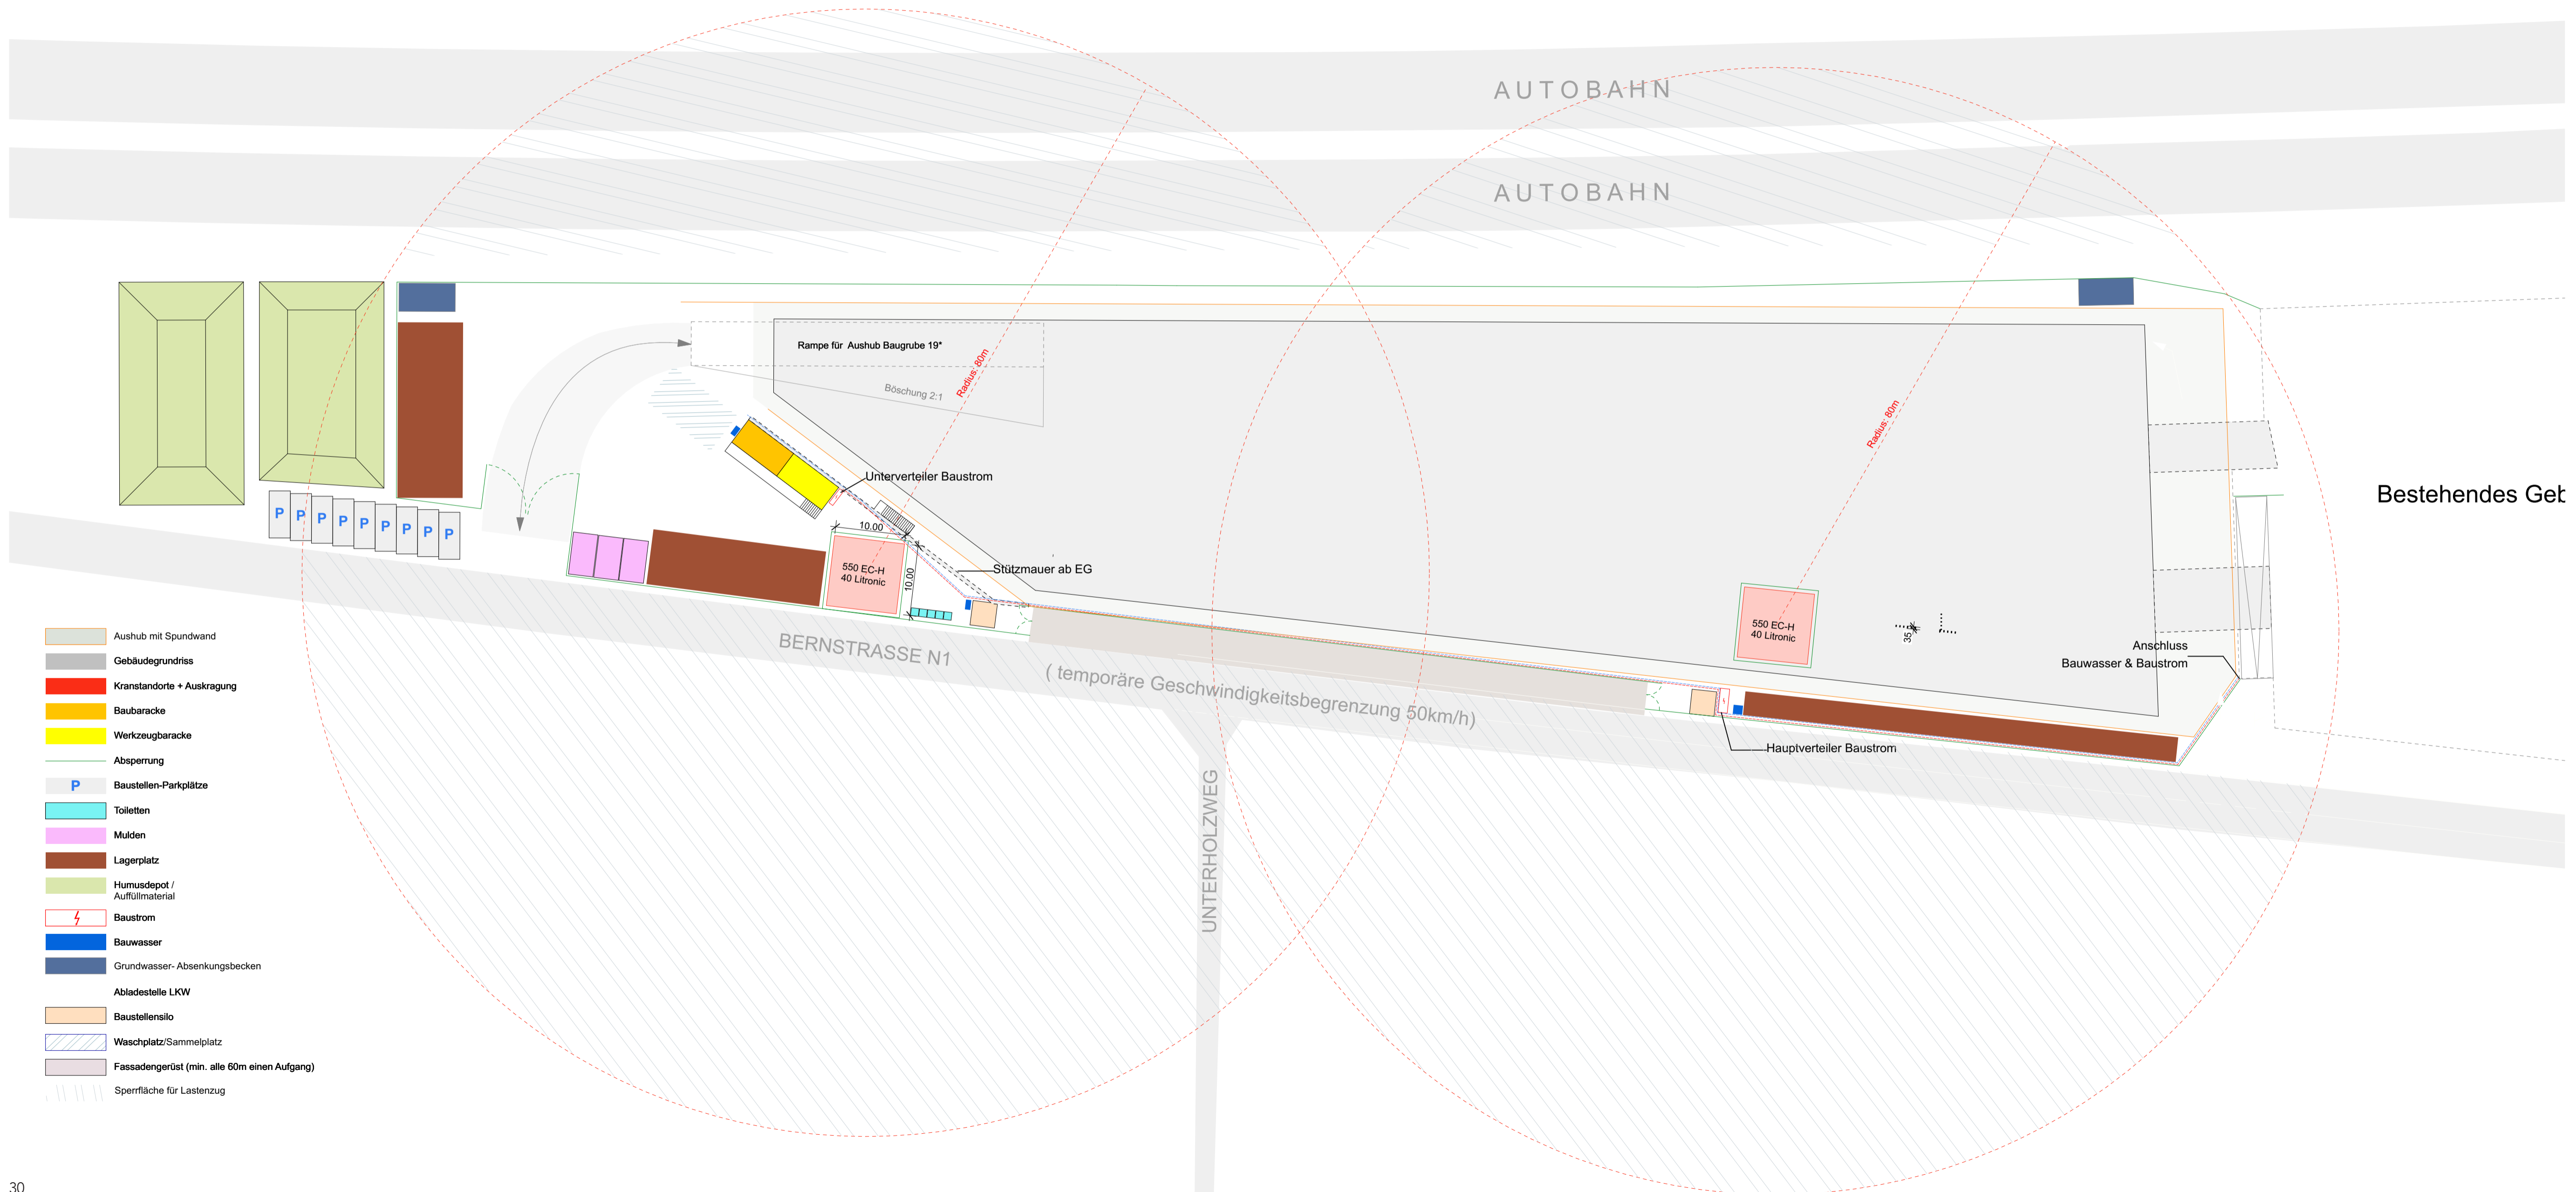 AUTOBAHN
AUTOBAHN
Rampe für Aushub Baugrube 19*
Böschung 2:1
Radius: 80m
Radius: 80m
Bestehendes Geb
P P P P P P P P P
Unterverteiler Baustrom
10.00
10.00
550 EC-H
40 Litronic
Stützmauer ab EG
550 EC-H
40 Litronic
35
Anschluss
Bauwasser & Baustrom
BERNSTRASSE N1
( temporäre Geschwindigkeitsbegrenzung 50km/h)
Hauptverteiler Baustrom
UNTERHOLZWEG
Aushub mit Spundwand
Gebäudegrundriss
Kranstandorte + Auskragung
Baubaracke
Werkzeugbaracke
Absperrung
P Baustellen-Parkplätze
Toiletten
Mulden
Lagerplatz
Humusdepot /
Auffüllmaterial
Baustrom
Bauwasser
Grundwasser- Absenkungsbecken
Abladestelle LKW
Baustellensilo
Waschplatz/Sammelplatz
Fassadengerüst (min. alle 60m einen Aufgang)
Sperrfläche für Lastenzug
30